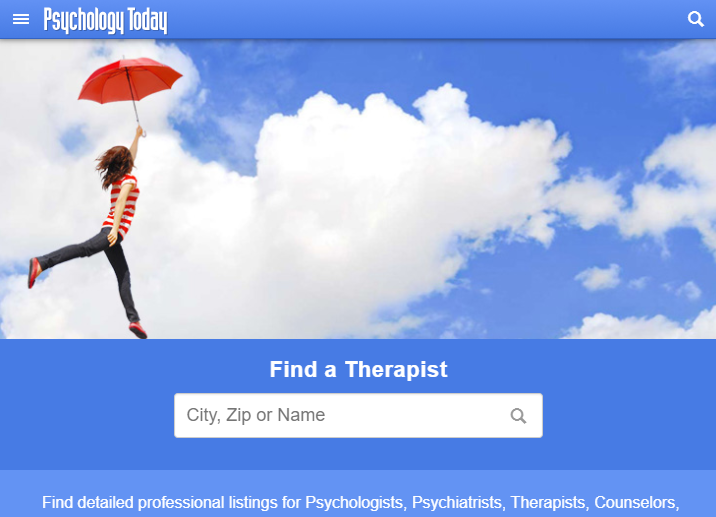 Psychology Today
Find a Therapist
City, Zip or Name
Find detailed professional listings for Psychologists, Psychiatrists, Therapists, Counselors,